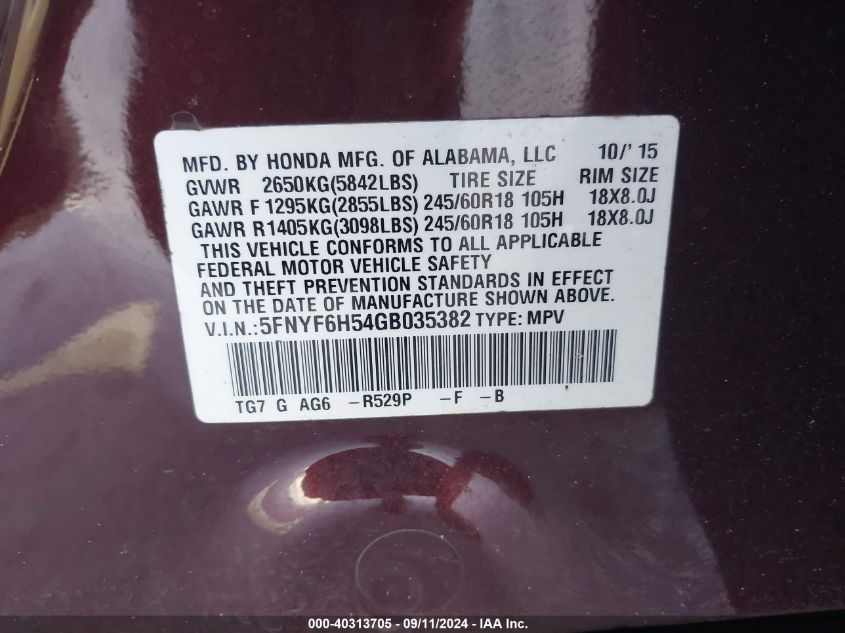 MFD. BY HONDA MFG. OF ALABAMA, LLC 10/' 15
GVWR 2650KG(5842LBS) TIRE SIZE RIM SIZE
GAWR F 1295KG(2855LBS) 245/60R18 105H 18X8.0J
GAWR R1405KG(3098LBS) 245/60R18 105H 18X8.0J
THIS VEHICLE CONFORMS TO ALL APPLICABLE
FEDERAL MOTOR VEHICLE SAFETY
AND THEFT PREVENTION STANDARDS IN EFFECT
ON THE DATE OF MANUFACTURE SHOWN ABOVE.
V.I.N.:5FNYF6H54GB035382 TYPE: MPV
TG7 G AG6 -R529P -F -B
000-40313705 - 09/11/2024 - IAA Inc.